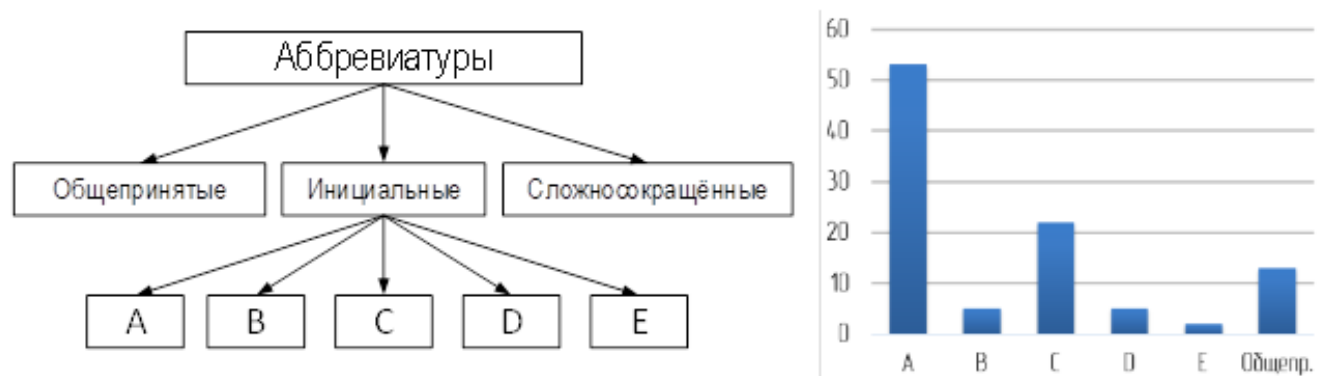 Аббревиатуры
Общепринятые
Инициальные
Сложносокращённые
A
B
C
D
E
60
50
40
30
20
10
0
A
B
C
D
E
Общепр.